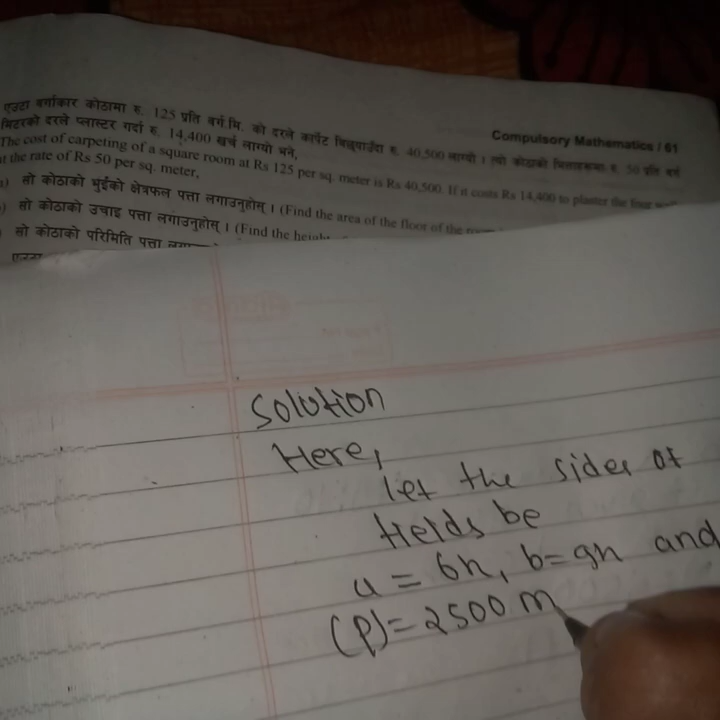 Compulsory Mathematics / 61
एउटा वर्गाकार कोठामा रु. 125 प्रति वर्ग मि. को दरले कार्पेट बिछ्याउँदा रु. 40,500 लाग्यो । त्यो कोठाको रु. 50 प्रति वर्ग
मिटरको दरले प्लास्टर गर्दा रु. 14,400 खर्च लाग्यो भने,
The cost of carpeting of a square room at Rs 125 per sq. meter is Rs 40,500. If it costs Rs 14,400 to plaster the four
at the rate of Rs 50 per sq. meter,
a) सो कोठाको भुईंको क्षेत्रफल पत्ता लगाउनुहोस् । (Find the area of the floor of the
) सो कोठाको उचाइ पत्ता लगाउनुहोस् । (Find the height
सो कोठाको परिमिति पत्ता
Solution
Here,
let the sides of
fields be
a = 6n, b=9n and
(p)= 2500 m